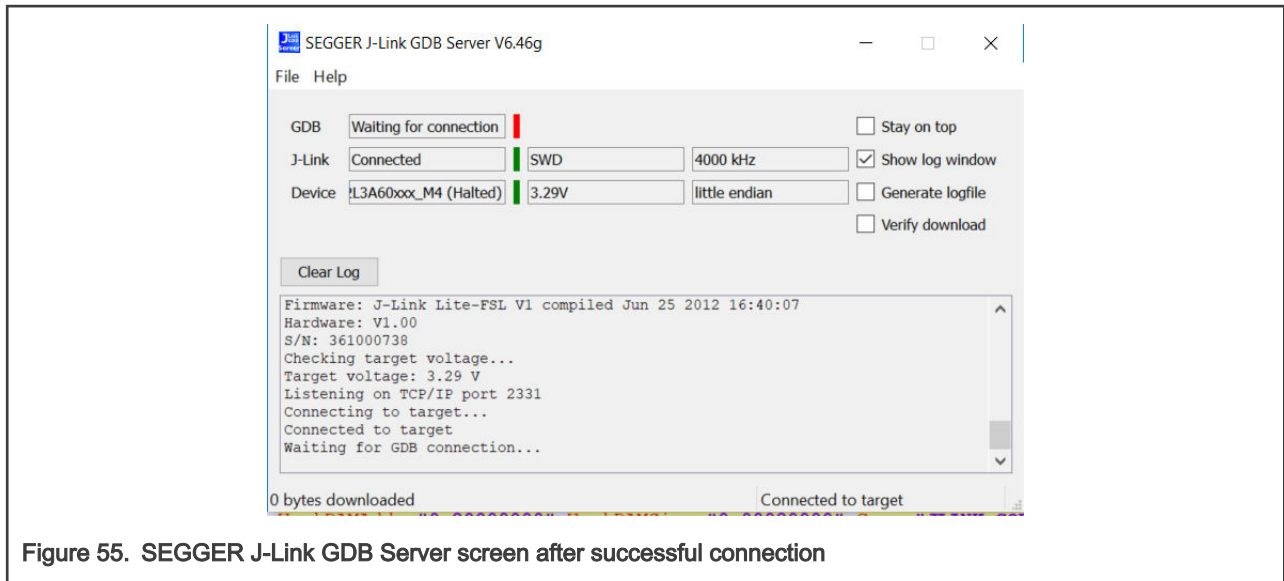 SEGGER J-Link GDB Server V6.46g
File Help
GDB Waiting for connection Stay on top
J-Link Connected SWD 4000 kHz Show log window
Device L3A60xxx_M4 (Halted) 3.29V little endian Generate logfile
Verify download
Clear Log
Firmware: J-Link Lite-FSL V1 compiled Jun 25 2012 16:40:07
Hardware: V1.00
S/N: 361000738
Checking target voltage...
Target voltage: 3.29 V
Listening on TCP/IP port 2331
Connecting to target...
Connected to target
Waiting for GDB connection...
0 bytes downloaded Connected to target
Figure 55. SEGGER J-Link GDB Server screen after successful connection